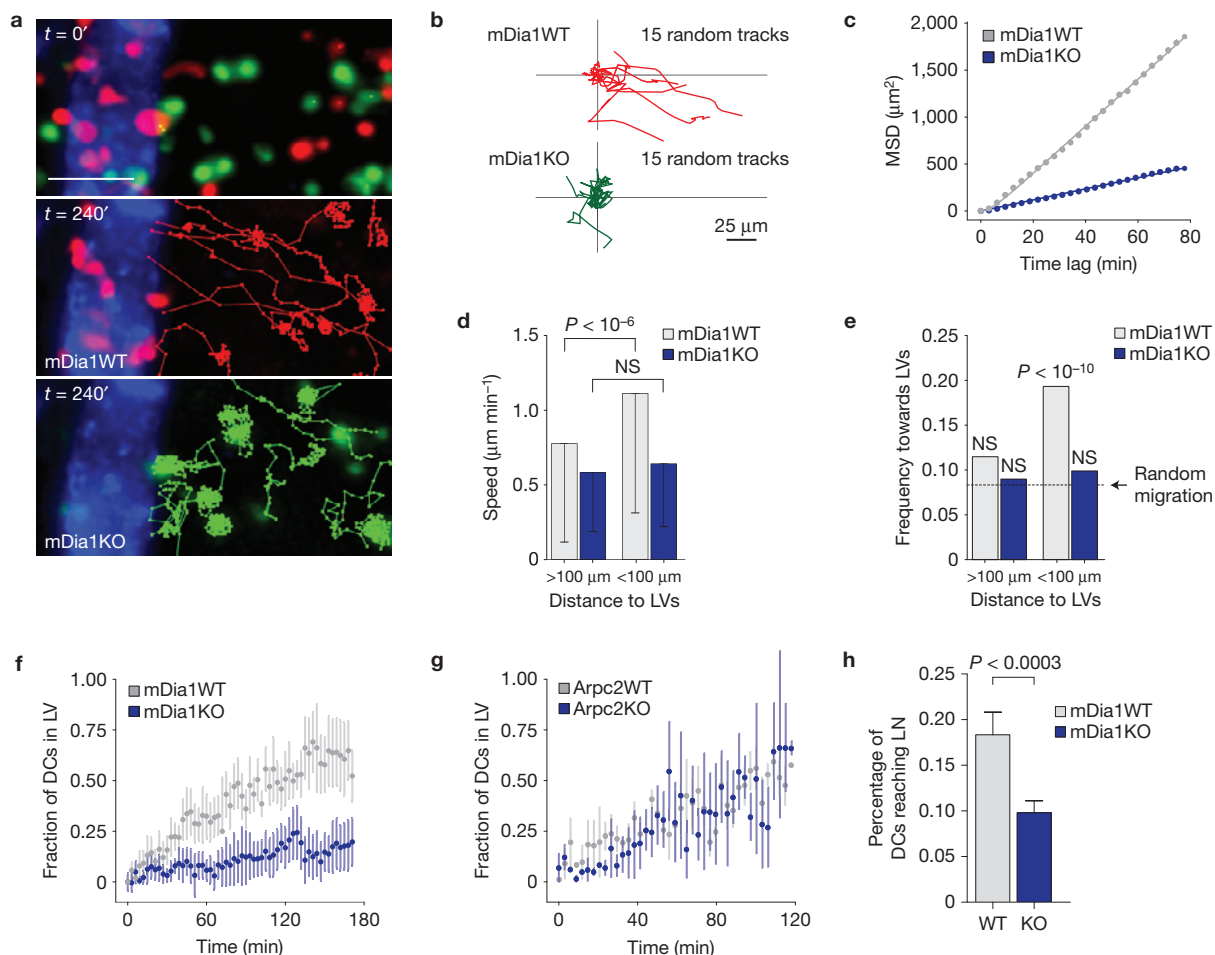 a
t = 0′
t = 240′
mDia1WT
t = 240′
mDia1KO
b
mDia1WT
15 random tracks
mDia1KO
15 random tracks
25 μm
c
mDia1WT
mDia1KO
MSD (μm²)
2,000
1,500
1,000
500
0
0 20 40 60 80
Time lag (min)
d
P < 10⁻⁶
mDia1WT
mDia1KO
NS
Speed (μm min⁻¹)
1.5
1.0
0.5
0
>100 μm <100 μm
Distance to LVs
e
mDia1WT
mDia1KO
P < 10⁻¹⁰
NS NS NS
Frequency towards LVs
0.25
0.20
0.15
0.10
0.05
0
Random
migration
>100 μm <100 μm
Distance to LVs
f
mDia1WT
mDia1KO
Fraction of DCs in LV
1.00
0.75
0.50
0.25
0
0 60 120 180
Time (min)
g
Arpc2WT
Arpc2KO
Fraction of DCs in LV
1.00
0.75
0.50
0.25
0
0 40 80 120
Time (min)
h
P < 0.0003
mDia1WT
mDia1KO
Percentage of
DCs reaching LN
0.25
0.20
0.15
0.10
0.05
0
WT KO